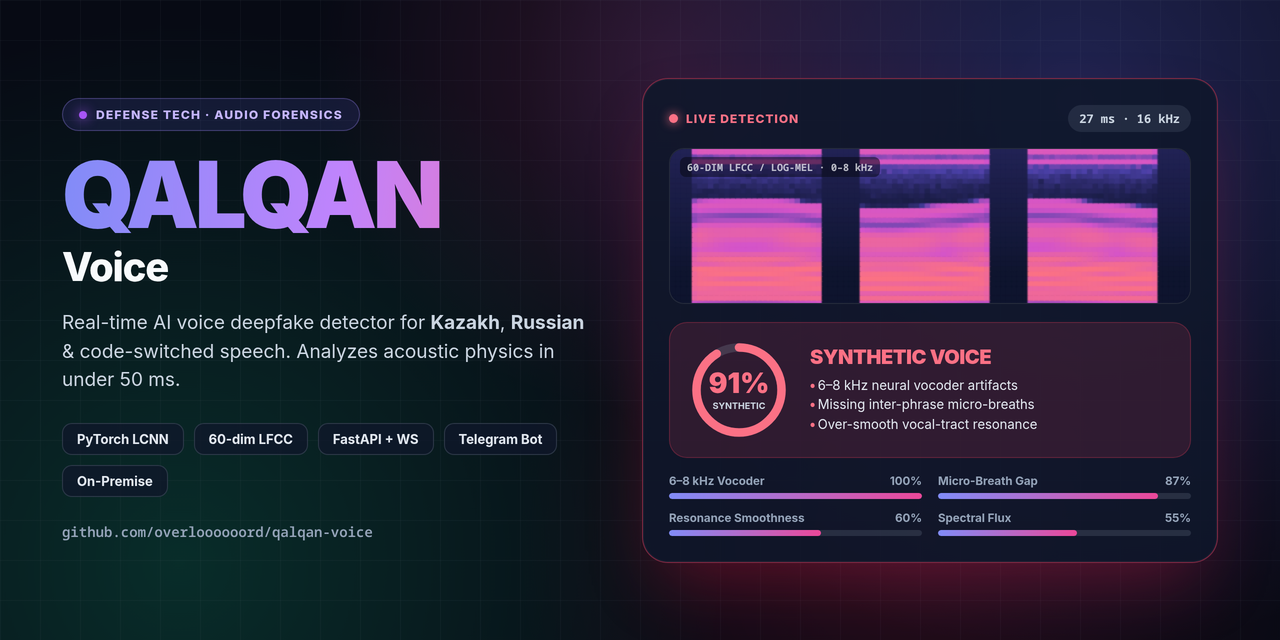 DEFENSE TECH · AUDIO FORENSICS
QALQAN
Voice
Real-time AI voice deepfake detector for Kazakh, Russian
& code-switched speech. Analyzes acoustic physics in
under 50 ms.
PyTorch LCNN
60-dim LFCC
FastAPI + WS
Telegram Bot
On-Premise
github.com/overloooooord/qalqan-voice
LIVE DETECTION
27 ms · 16 kHz
60-DIM LFCC / LOG-MEL · 0–8 kHz
91%
SYNTHETIC
SYNTHETIC VOICE
• 6–8 kHz neural vocoder artifacts
• Missing inter-phrase micro-breaths
• Over-smooth vocal-tract resonance
6–8 kHz Vocoder 100%
Micro-Breath Gap 87%
Resonance Smoothness 60%
Spectral Flux 55%